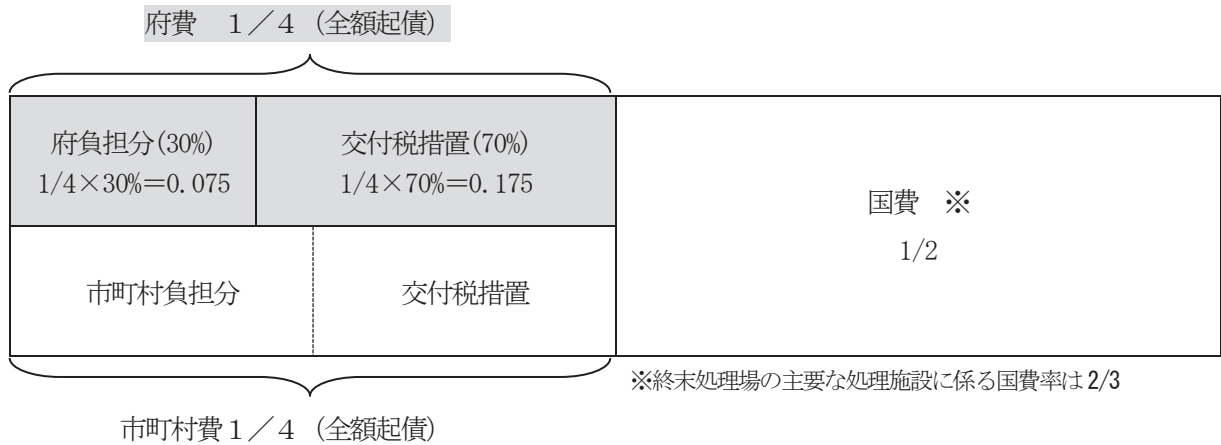 府費　１／４（全額起債）
府負担分(30%)
1/4×30%＝0.075
交付税措置(70%)
1/4×70%＝0.175
国費　※
1/2
市町村負担分
交付税措置
※終末処理場の主要な処理施設に係る国費率は 2/3
市町村費１／４（全額起債）